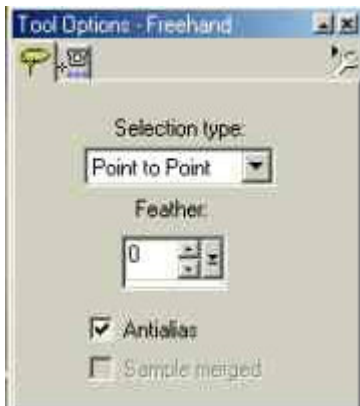 Tool Options - Freehand
Selection type:
Point to Point
Feather:
0
Antialias
Sample merged